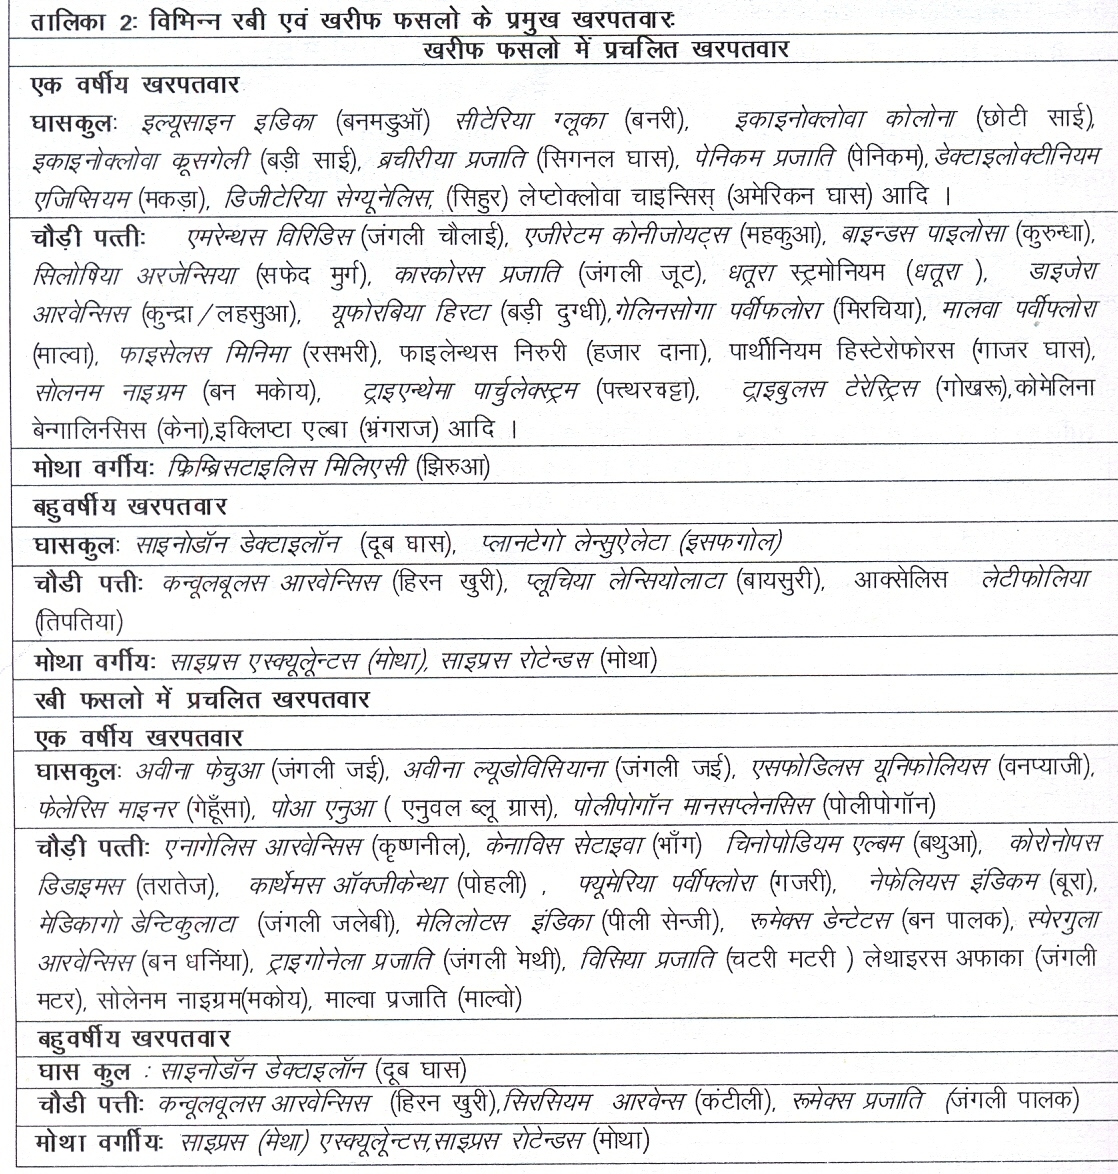 तालिका 2: विभिन्न रबी एवं खरीफ फसलो के प्रमुख खरपतवारः
खरीफ फसलो में प्रचलित खरपतवार
एक वर्षीय खरपतवार
घासकुलः इल्यूसाइन इडिका (बनमडुऑ) सीटेरिया ग्लूका (बनरी), इकाइनोक्लोवा कोलोना (छोटी साई),
इकाइनोक्लोवा क्रूसगेली (बड़ी साई), ब्रचीरीया प्रजाति (सिगनल घास), पेनिकम प्रजाति (पेनिकम), डेक्टाइलोक्टीनियम
एजिप्सियम (मकड़ा), डिजीटेरिया सेग्यूनेलिस, (सिहुर) लेप्टोक्लोवा चाइन्सिस् (अमेरिकन घास) आदि ।
चौड़ी पत्तीः एमरेन्थस विरिडिस (जंगली चौलाई), एजीरेटम कोनीजोयट्स (महकुआ), बाइन्डस पाइलोसा (कुरुन्धा),
सिलोषिया अरजेन्सिया (सफेद मुर्ग), कारकोरस प्रजाति (जंगली जूट), धतूरा स्ट्रमोनियम (धतूरा ), डाइजेरा
आरवेन्सिस (कुन्द्रा / लहसुआ), यूफोरबिया हिरटा (बड़ी दुग्धी), गेलिनसोगा पर्वीफ्लोरा (मिरचिया), मालवा पर्वीफ्लोरा
(माल्वा), फाइसेलस मिनिमा (रसभरी), फाइलेन्थस निरुरी (हजार दाना), पार्थीनियम हिस्टेरोफोरस (गाजर घास),
सोलनम नाइग्रम (बन मकोय), ट्राइएन्थेमा पार्चुलेक्स्ट्रम (पत्थरचट्टा), ट्राइबुलस टेरेस्ट्रिस (गोखरू),कोमेलिना
बेन्गालिनसिस (केना),इक्लिप्टा एल्बा (भ्रंगराज) आदि ।
मोथा वर्गीयः फ्रिम्ब्रिसटाइलिस मिलिएसी (झिरुआ)
बहुवर्षीय खरपतवार
घासकुलः साइनोडॉन डेक्टाइलॉन (दूब घास), प्लानटेगो लेन्सुऐलेटा (इसफगोल)
चौडी पत्तीः कन्वूलबूलस आरवेन्सिस (हिरन खुरी), प्लूचिया लेन्सियोलाटा (बायसुरी), आक्सेलिस लेटीफोलिया
(तिपतिया)
मोथा वर्गीयः साइप्रस एस्क्यूलेून्टस (मोथा), साइप्रस रोटेन्डस (मोथा)
रबी फसलो में प्रचलित खरपतवार
एक वर्षीय खरपतवार
घासकुलः अवीना फेचुआ (जंगली जई), अवीना ल्यूडोविसियाना (जंगली जई), एसफोडिलस यूनिफोलियस (वनप्याजी),
फेलेरिस माइनर (गेहूँसा), पोआ एनुआ ( एनुवल ब्लू ग्रास), पोलीपोगॉन मानसप्लेनसिस (पोलीपोगॉन)
चौड़ी पत्तीः एनागेलिस आरवेन्सिस (कृष्णनील), केनाविस सेटाइवा (भाँग) चिनोपोडियम एल्बम (बथुआ), कोरोनोपस
डिडाइमस (तरातेज), कार्थेमस ऑक्जीकेन्था (पोहली) , फ्यूमेरिया पर्वीफ्लोरा (गजरी), नेफेलियस इंडिकम (बूरा),
मेडिकागो डेन्टिकुलाटा (जंगली जलेबी), मेलिलोटस इंडिका (पीली सेन्जी), रूमेक्स डेन्टेटस (बन पालक), स्पेरगुला
आरवेन्सिस (बन धनिंया), ट्राइगोनेला प्रजाति (जंगली मेथी), विसिया प्रजाति (चटरी मटरी ) लेथाइरस अफाका (जंगली
मटर), सोलेनम नाइग्रम(मकोय), माल्वा प्रजाति (माल्वो)
बहुवर्षीय खरपतवार
घास कुल : साइनोडॉन डेक्टाइलॉन (दूब घास)
चौडी पत्तीः कन्वूलवूलस आरवेन्सिस (हिरन खुरी),सिरसियम आरवेन्स (कंटीली), रूमेक्स प्रजाति (जंगली पालक)
मोथा वर्गाीयः साइप्रस (मेथा) एस्क्यूलेून्टस,साइप्रस रोटेन्डस (मोथा)